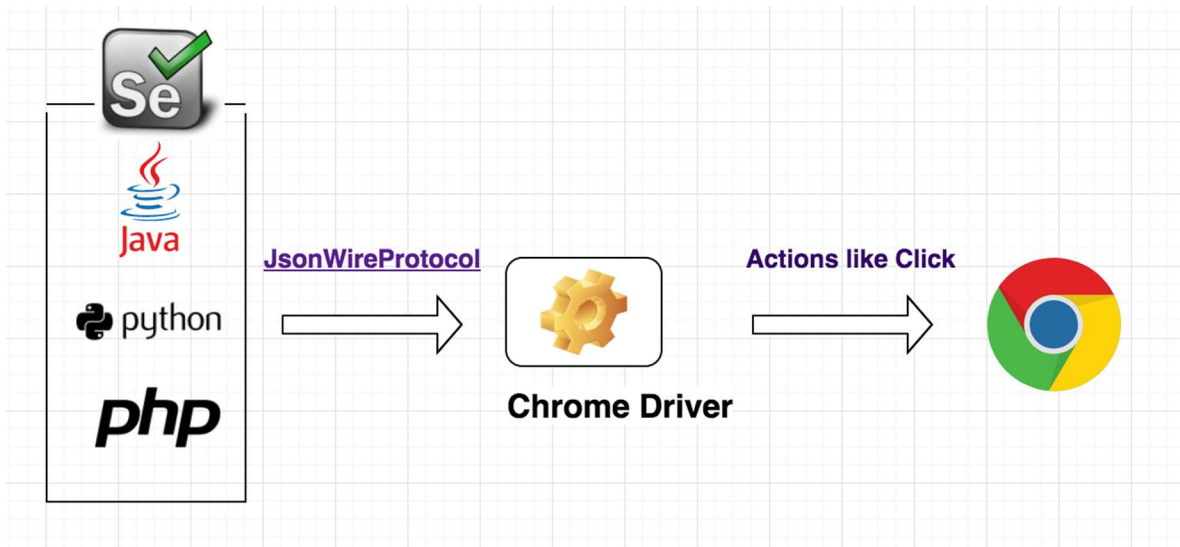 Se
Java
python
php
JsonWireProtocol
Chrome Driver
Actions like Click